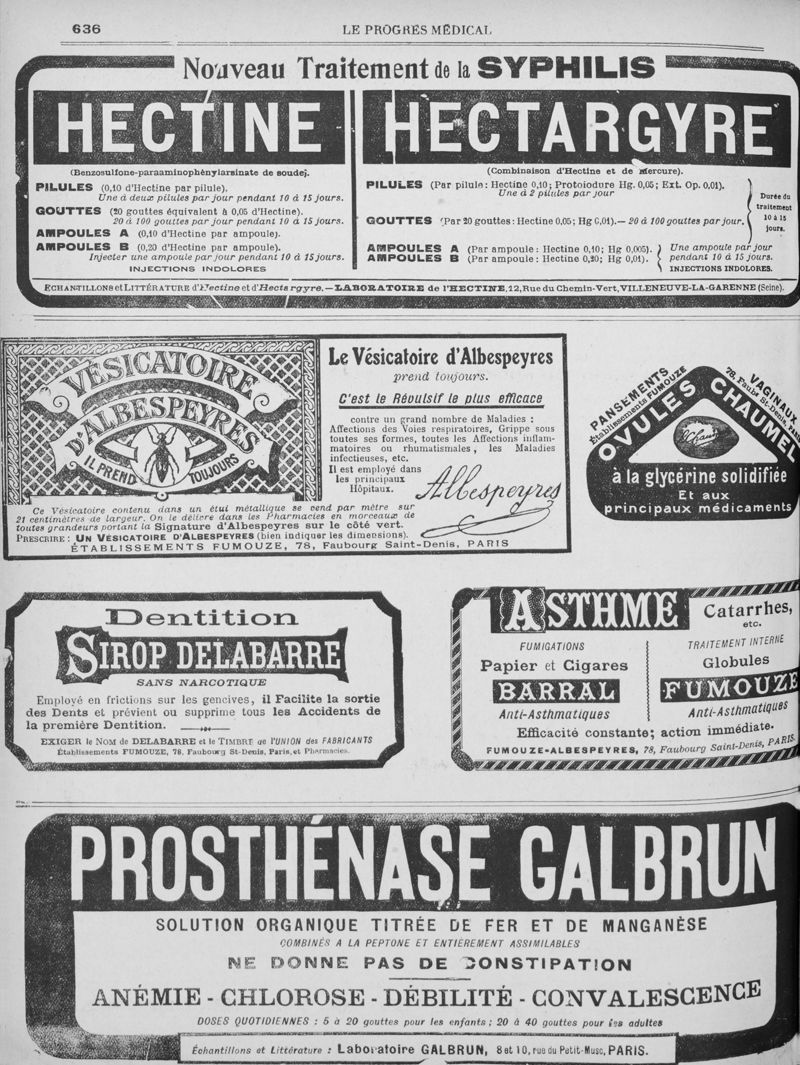 636
LE PROGRÈS MÉDICAL
Nouveau Traitement de la SYPHILIS
HECTINE
(Benzosulfone-paraaminophénylarsinate de soude).
PILULES (0,10 d'Hectine par pilule).
Une à deux pilules par jour pendant 10 à 15 jours.
GOUTTES (20 gouttes équivalent à 0,05 d'Hectine).
20 à 100 gouttes par jour pendant 10 à 15 jours.
AMPOULES A (0,10 d'Hectine par ampoule).
AMPOULES B (0,20 d'Hectine par ampoule).
Injecter une ampoule par jour pendant 10 à 15 jours.
INJECTIONS INDOLORES
HECTARGYRE
(Combinaison d'Hectine et de Mercure).
PILULES (Par pilule : Hectine 0,10; Protoiodure Hg. 0,05; Ext. Op. 0,01).
Une à 2 pilules par jour
GOUTTES (Par 20 gouttes : Hectine 0,05; Hg 0,01).— 20 à 100 gouttes par jour.
Durée du
traitement
10 à 15
jours.
AMPOULES A (Par ampoule : Hectine 0,10; Hg 0,005).
AMPOULES B (Par ampoule : Hectine 0,20; Hg 0,01).
Une ampoule par jour
pendant 10 à 15 jours.
INJECTIONS INDOLORES.
ECHANTILLONS et LITTÉRATURE d'Hectine et d'Hectargyre.—LABORATOIRE de l'HECTINE, 12, Rue du Chemin-Vert, VILLENEUVE-LA-GARENNE (Seine).
VÉSICATOIRE
D'ALBESPEYRES
IL PREND TOUJOURS
Le Vésicatoire d'Albespeyres
prend toujours.
C'est le Révulsif le plus efficace
contre un grand nombre de Maladies :
Affections des Voies respiratoires, Grippe sous
toutes ses formes, toutes les Affections inflam-
matoires ou rhumatismales, les Maladies
infectieuses, etc.
Il est employé dans
les principaux
Hôpitaux.
Albespeyres
Ce Vésicatoire contenu dans un étui métallique se vend par mètre sur
21 centimètres de largeur. On le délivre dans les Pharmacies en morceaux de
toutes grandeurs portant la Signature d'Albespeyres sur le côté vert.
PRESCRIRE : UN VÉSICATOIRE D'ALBESPEYRES (bien indiquer les dimensions).
ÉTABLISSEMENTS FUMOUZE, 78, Faubourg Saint-Denis, PARIS
PANSEMENTS VAGINAUX
Établissements FUMOUZE
78, Faubg St-Denis,
OVULES CHAUMEL
Chaumel
à la glycérine solidifiée
Et aux
principaux médicaments
Dentition
SIROP DELABARRE
SANS NARCOTIQUE
Employé en frictions sur les gencives, il Facilite la sortie
des Dents et prévient ou supprime tous les Accidents de
la première Dentition.
EXIGER le NOM de DELABARRE et le TIMBRE de l'UNION des FABRICANTS
Établissements FUMOUZE, 78, Faubourg St-Denis, Paris, et Pharmacies.
ASTHME
Catarrhes,
etc.
FUMIGATIONS
Papier et Cigares
BARRAL
Anti-Asthmatiques
TRAITEMENT INTERNE
Globules
FUMOUZE
Anti-Asthmatiques
Efficacité constante; action immédiate.
FUMOUZE-ALBESPEYRES, 78, Faubourg Saint-Denis, PARIS.
PROSTHÉNASE GALBRUN
SOLUTION ORGANIQUE TITRÉE DE FER ET DE MANGANÈSE
COMBINÉS A LA PEPTONE ET ENTIÈREMENT ASSIMILABLES
NE DONNE PAS DE CONSTIPATION
ANÉMIE - CHLOROSE - DÉBILITÉ - CONVALESCENCE
DOSES QUOTIDIENNES : 5 à 20 gouttes pour les enfants ; 20 à 40 gouttes pour les adultes
Échantillons et Littérature : Laboratoire GALBRUN, 8 et 10, rue du Petit-Musc, PARIS.